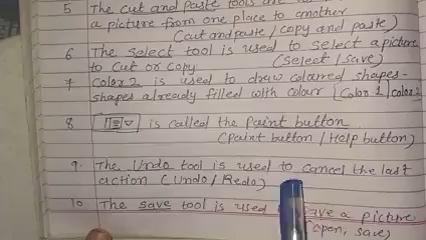 5 The cut and paste tools are
a picture from one place to another
(cut and paste / copy and paste)
6 The select tool is used to select a picture
to cut or copy (select / save)
7 Color 2 is used to draw coloured shapes-
shapes already filled with colour (color 1 / color 2)
8 is called the paint button
(Paint button / Help button)
9. The Undo tool is used to cancel the last
action (Undo / Redo)
10 The save tool is used save a picture
(open, save)